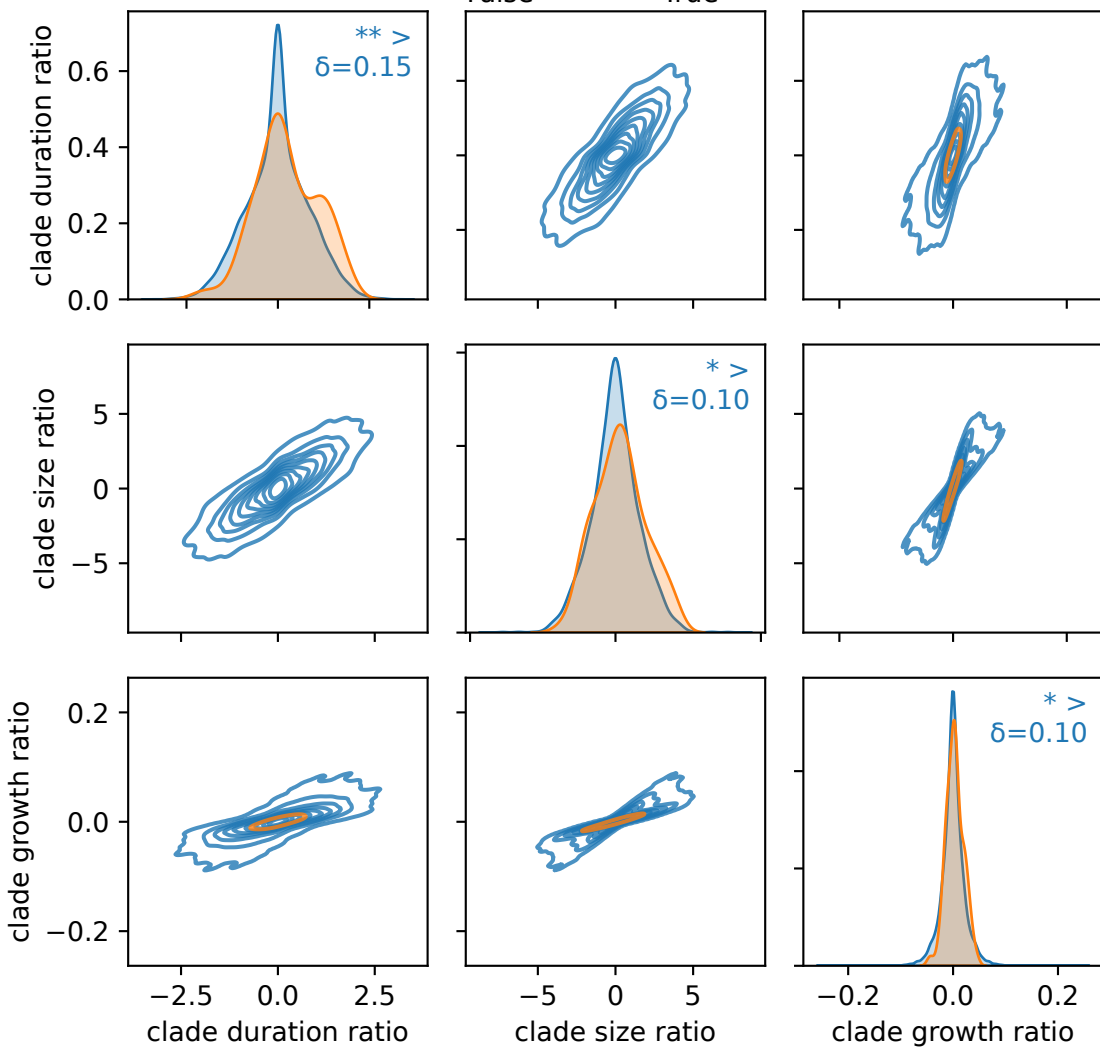 clade duration ratio
0.6
0.4
0.2
0.0
** >
δ=0.15
clade size ratio
5
0
−5
* >
δ=0.10
clade growth ratio
0.2
0.0
−0.2
* >
δ=0.10
−2.5 0.0 2.5
−5 0 5
−0.2 0.0 0.2
clade duration ratio
clade size ratio
clade growth ratio